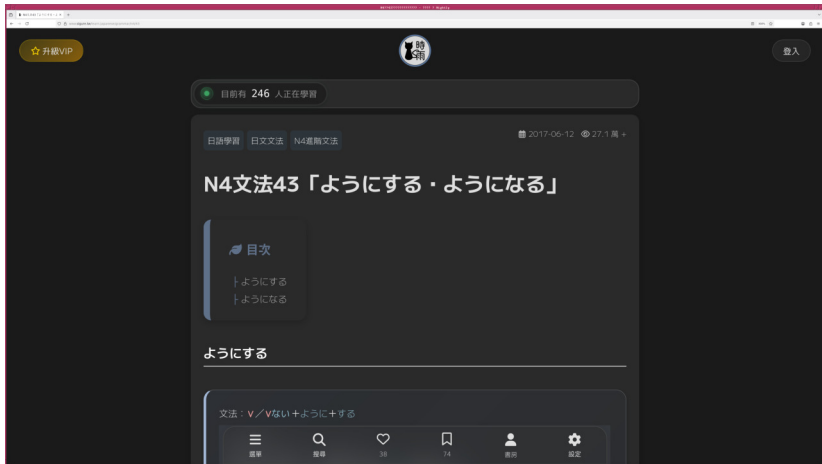 升級VIP
時雨
登入
目前有 246 人正在學習
日語學習 日文文法 N4進階文法
2017-06-12 27.1 萬 +
N4文法43「ようにする・ようになる」
目次
├ ようにする
├ ようになる
ようにする
文法：V／Vない＋ように＋する
選單 搜尋 38 74 書房 設定